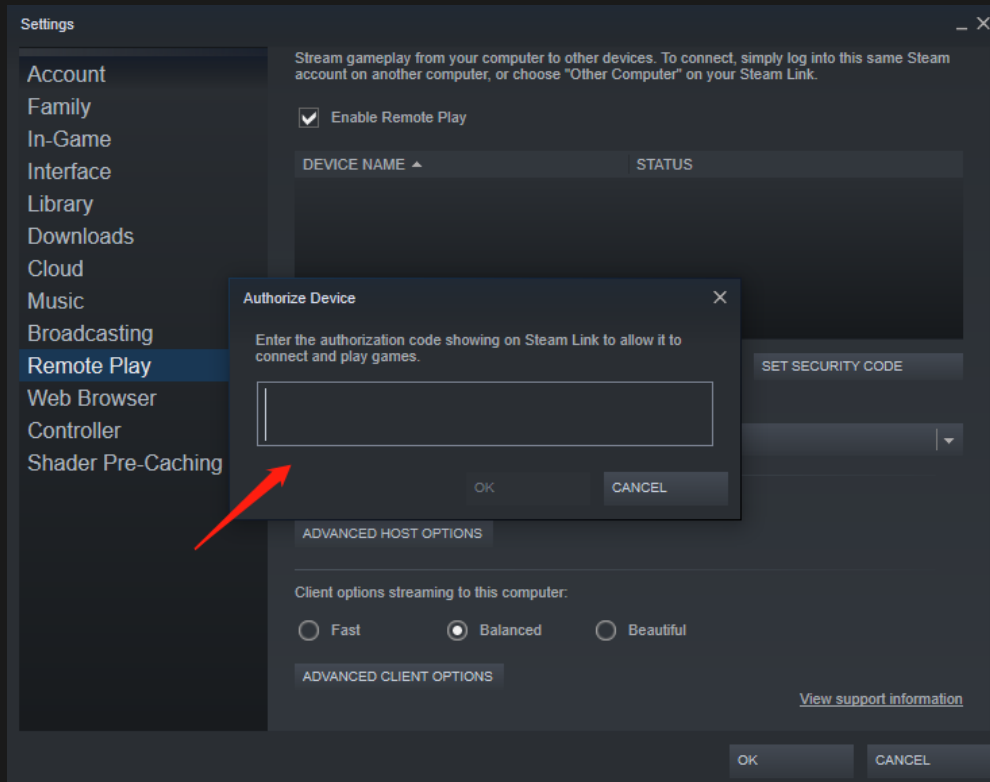 Settings
Account
Family
In-Game
Interface
Library
Downloads
Cloud
Music
Broadcasting
Remote Play
Web Browser
Controller
Shader Pre-Caching
Stream gameplay from your computer to other devices. To connect, simply log into this same Steam
account on another computer, or choose "Other Computer" on your Steam Link.
Enable Remote Play
DEVICE NAME
STATUS
Authorize Device
Enter the authorization code showing on Steam Link to allow it to
connect and play games.
OK
CANCEL
SET SECURITY CODE
ADVANCED HOST OPTIONS
Client options streaming to this computer:
Fast
Balanced
Beautiful
ADVANCED CLIENT OPTIONS
View support information
OK
CANCEL